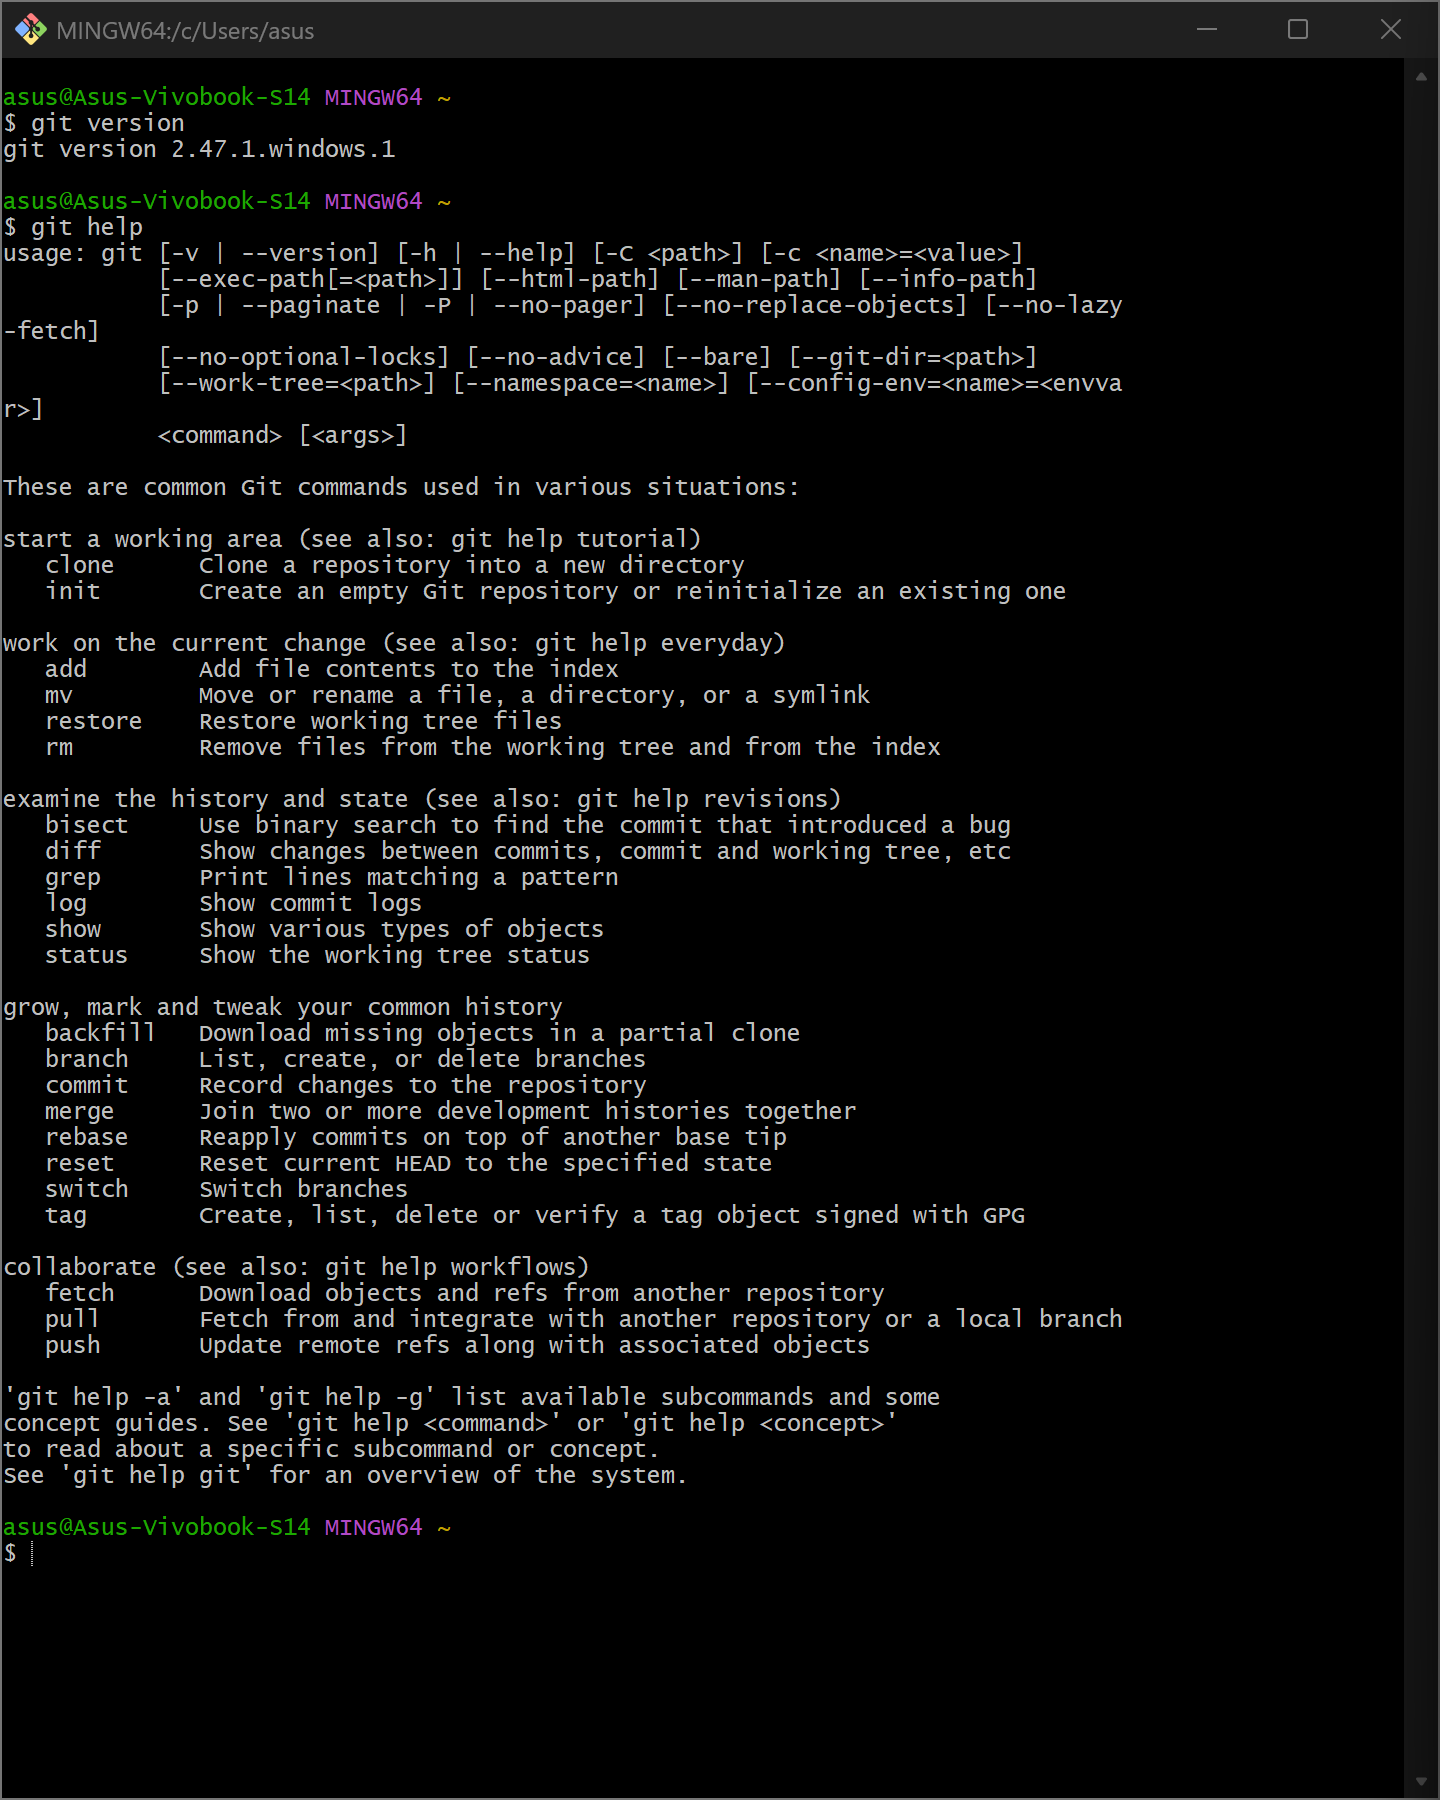 MINGW64:/c/Users/asus
asus@Asus-Vivobook-S14 MINGW64 ~
$ git version
git version 2.47.1.windows.1
asus@Asus-Vivobook-S14 MINGW64 ~
$ git help
usage: git [-v | --version] [-h | --help] [-C <path>] [-c <name>=<value>]
           [--exec-path[=<path>]] [--html-path] [--man-path] [--info-path]
           [-p | --paginate | -P | --no-pager] [--no-replace-objects] [--no-lazy
-fetch]
           [--no-optional-locks] [--no-advice] [--bare] [--git-dir=<path>]
           [--work-tree=<path>] [--namespace=<name>] [--config-env=<name>=<envva
r>]
           <command> [<args>]
These are common Git commands used in various situations:
start a working area (see also: git help tutorial)
   clone      Clone a repository into a new directory
   init       Create an empty Git repository or reinitialize an existing one
work on the current change (see also: git help everyday)
   add        Add file contents to the index
   mv         Move or rename a file, a directory, or a symlink
   restore    Restore working tree files
   rm         Remove files from the working tree and from the index
examine the history and state (see also: git help revisions)
   bisect     Use binary search to find the commit that introduced a bug
   diff       Show changes between commits, commit and working tree, etc
   grep       Print lines matching a pattern
   log        Show commit logs
   show       Show various types of objects
   status     Show the working tree status
grow, mark and tweak your common history
   backfill   Download missing objects in a partial clone
   branch     List, create, or delete branches
   commit     Record changes to the repository
   merge      Join two or more development histories together
   rebase     Reapply commits on top of another base tip
   reset      Reset current HEAD to the specified state
   switch     Switch branches
   tag        Create, list, delete or verify a tag object signed with GPG
collaborate (see also: git help workflows)
   fetch      Download objects and refs from another repository
   pull       Fetch from and integrate with another repository or a local branch
   push       Update remote refs along with associated objects
'git help -a' and 'git help -g' list available subcommands and some
concept guides. See 'git help <command>' or 'git help <concept>'
to read about a specific subcommand or concept.
See 'git help git' for an overview of the system.
asus@Asus-Vivobook-S14 MINGW64 ~
$